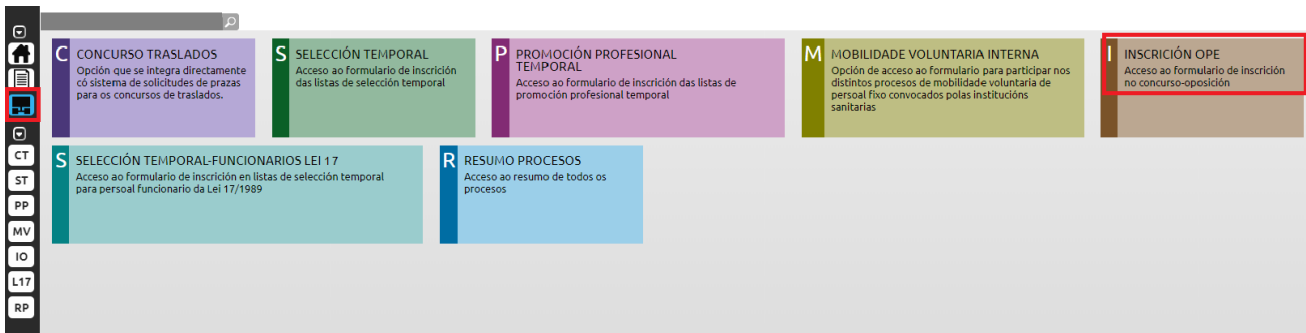 C CONCURSO TRASLADOS
Opción que se integra directamente
có sistema de solicitudes de prazas
para os concursos de traslados.
S SELECCIÓN TEMPORAL
Acceso ao formulario de inscrición
das listas de selección temporal
P PROMOCIÓN PROFESIONAL
TEMPORAL
Acceso ao formulario de inscrición das listas de
promoción profesional temporal
M MOBILIDADE VOLUNTARIA INTERNA
Opción de acceso ao formulario para participar nos
distintos procesos de mobilidade voluntaria de
persoal fixo convocados polas institucións
sanitarias
I INSCRICIÓN OPE
Acceso ao formulario de inscrición
no concurso-oposición
S SELECCIÓN TEMPORAL-FUNCIONARIOS LEI 17
Acceso ao formulario de inscrición en listas de selección temporal
para persoal funcionario da Lei 17/1989
R RESUMO PROCESOS
Acceso ao resumo de todos os
procesos
CT
ST
PP
MV
IO
L17
RP